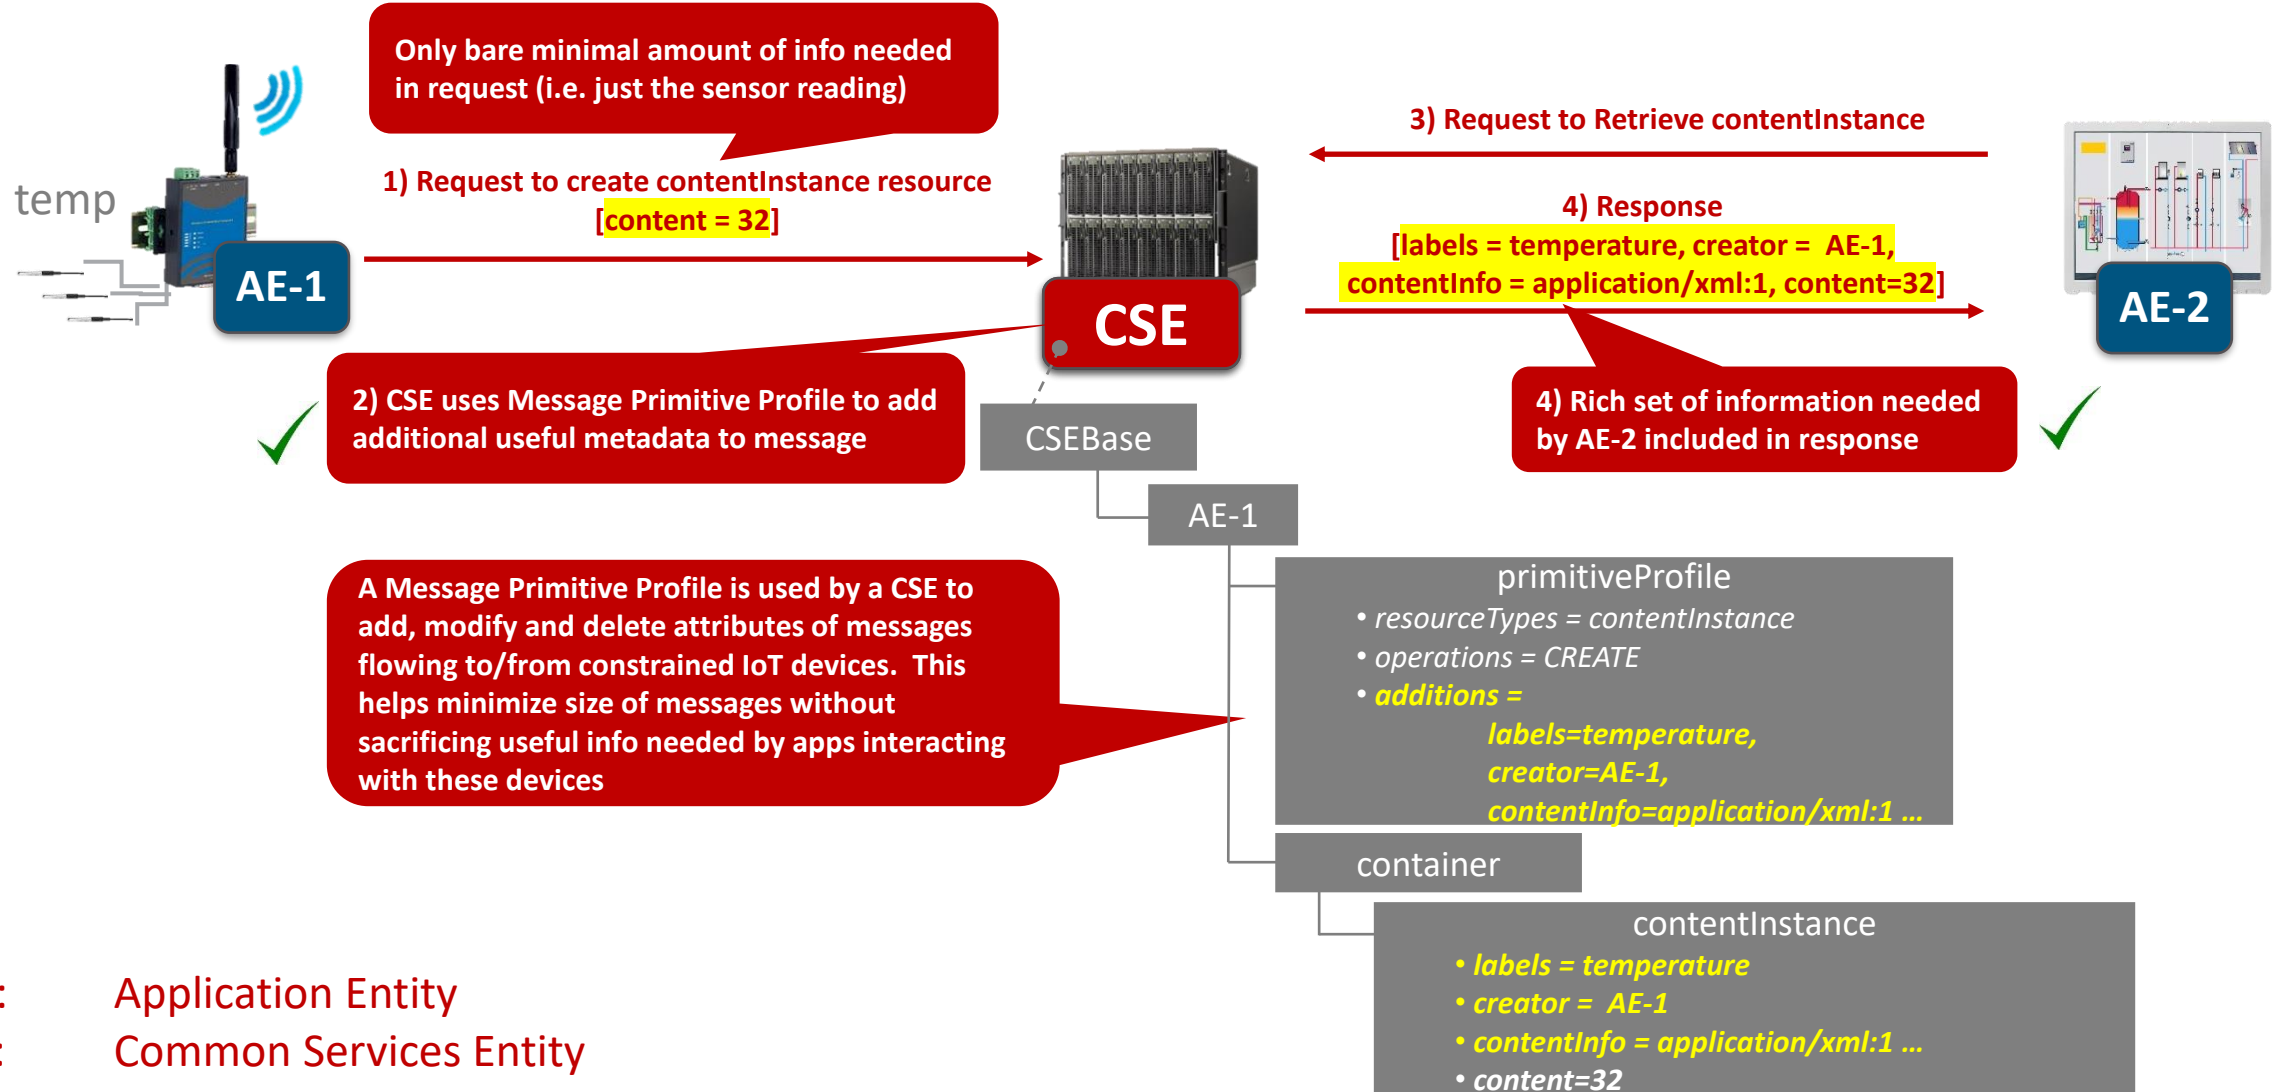 Only bare minimal amount of info needed
in request (i.e. just the sensor reading)
temp
AE-1
1) Request to create contentInstance resource
[content = 32]
3) Request to Retrieve contentInstance
4) Response
[labels = temperature, creator =  AE-1,
contentInfo = application/xml:1, content=32]
CSE
AE-2
2) CSE uses Message Primitive Profile to add
additional useful metadata to message
4) Rich set of information needed
by AE-2 included in response
CSEBase
AE-1
A Message Primitive Profile is used by a CSE to
add, modify and delete attributes of messages
flowing to/from constrained IoT devices.  This
helps minimize size of messages without
sacrificing useful info needed by apps interacting
with these devices
primitiveProfile
• resourceTypes = contentInstance
• operations = CREATE
• additions =
labels=temperature,
creator=AE-1,
contentInfo=application/xml:1 ...
container
contentInstance
• labels = temperature
• creator =  AE-1
• contentInfo = application/xml:1 ...
• content=32
: Application Entity
: Common Services Entity